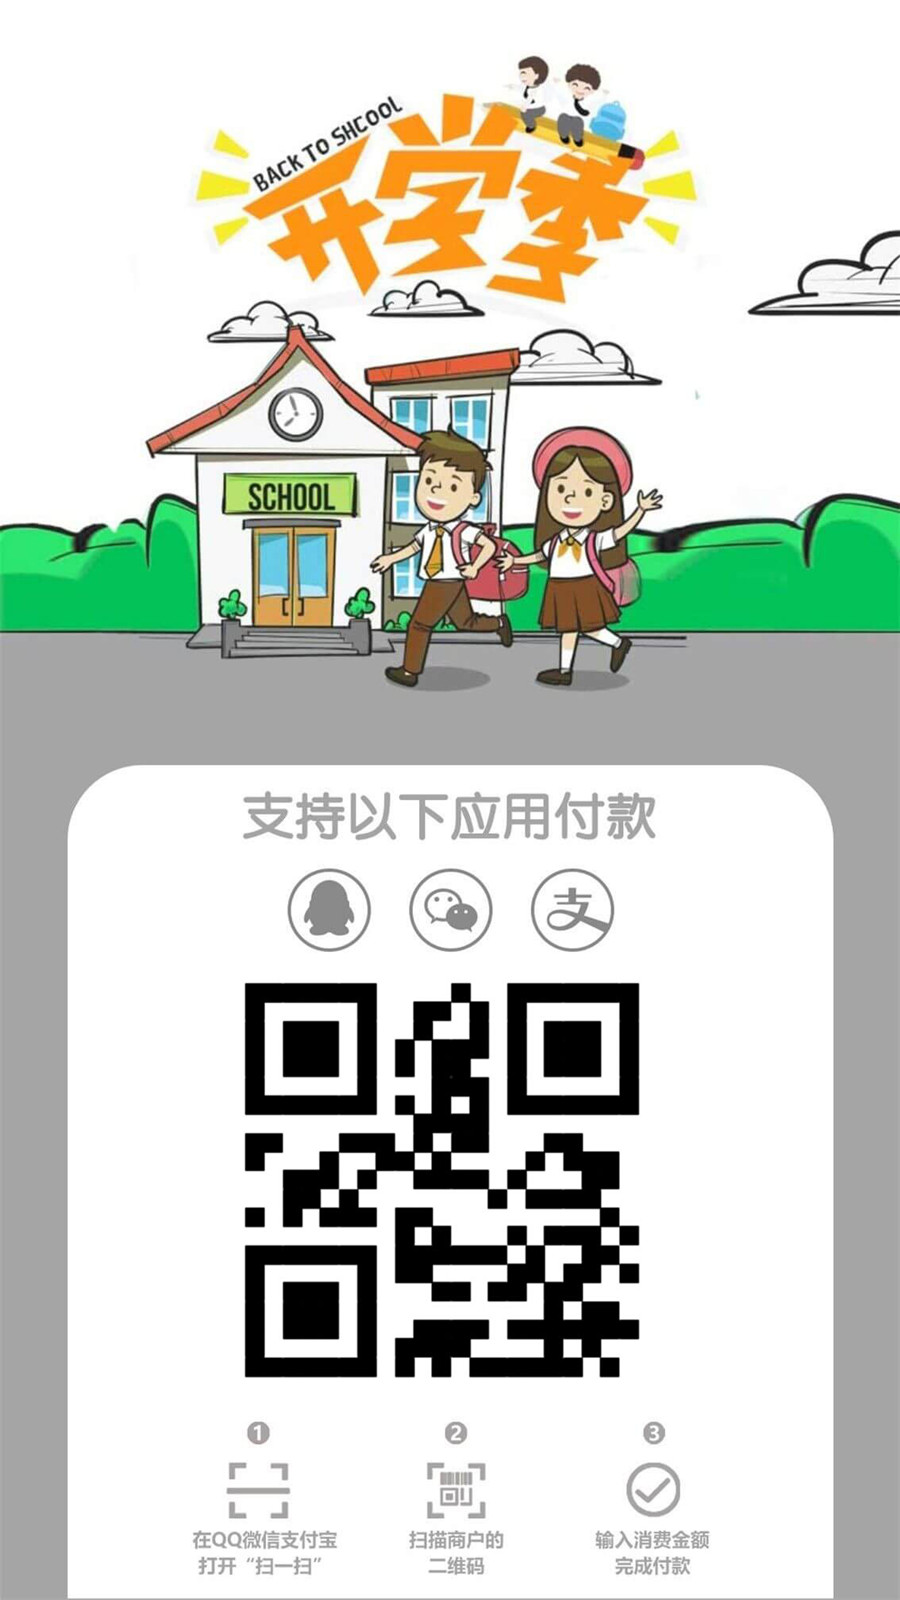 BACK TO SHCOOL
开学季
SCHOOL
支持以下应用付款
支
1
2
3
在QQ微信支付宝
打开“扫一扫”
扫描商户的
二维码
输入消费金额
完成付款